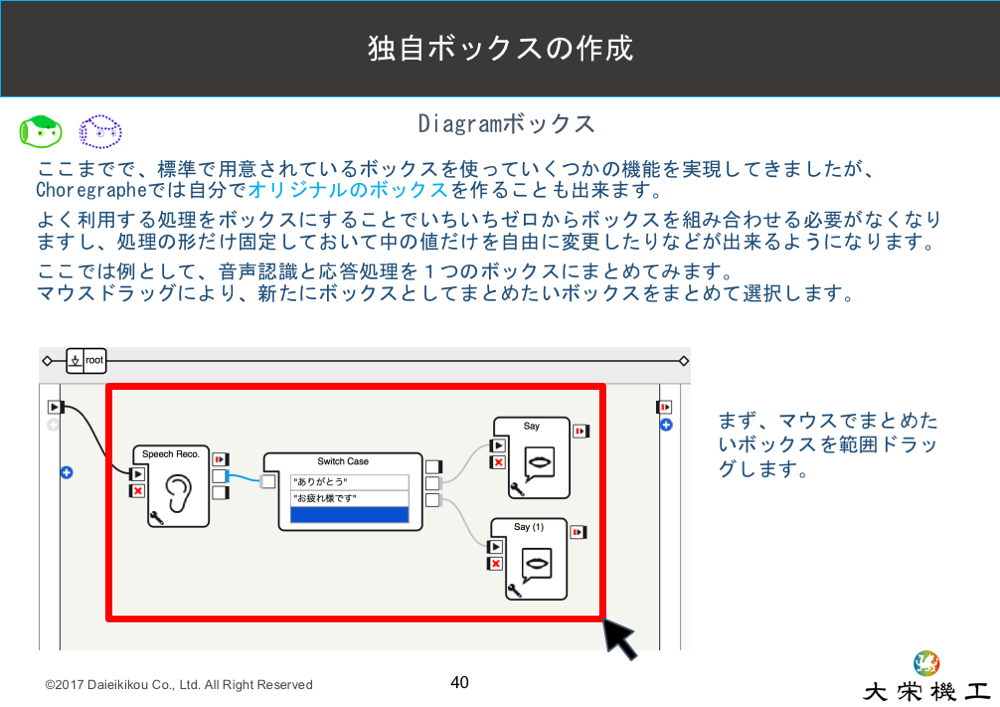 独自ボックスの作成
Diagramボックス
ここまでで、標準で用意されているボックスを使っていくつかの機能を実現してきましたが、
Choregrapheでは自分でオリジナルのボックスを作ることも出来ます。
よく利用する処理をボックスにすることでいちいちゼロからボックスを組み合わせる必要がなくなり
ますし、処理の形だけ固定しておいて中の値だけを自由に変更したりなどが出来るようになります。
ここでは例として、音声認識と応答処理を１つのボックスにまとめてみます。
マウスドラッグにより、新たにボックスとしてまとめたいボックスをまとめて選択します。
root
Speech Reco.
Switch Case
"ありがとう"
"お疲れ様です"
Say
Say (1)
まず、マウスでまとめた
いボックスを範囲ドラッ
グします。
©2017 Daieikikou Co., Ltd. All Right Reserved
40
大栄機工